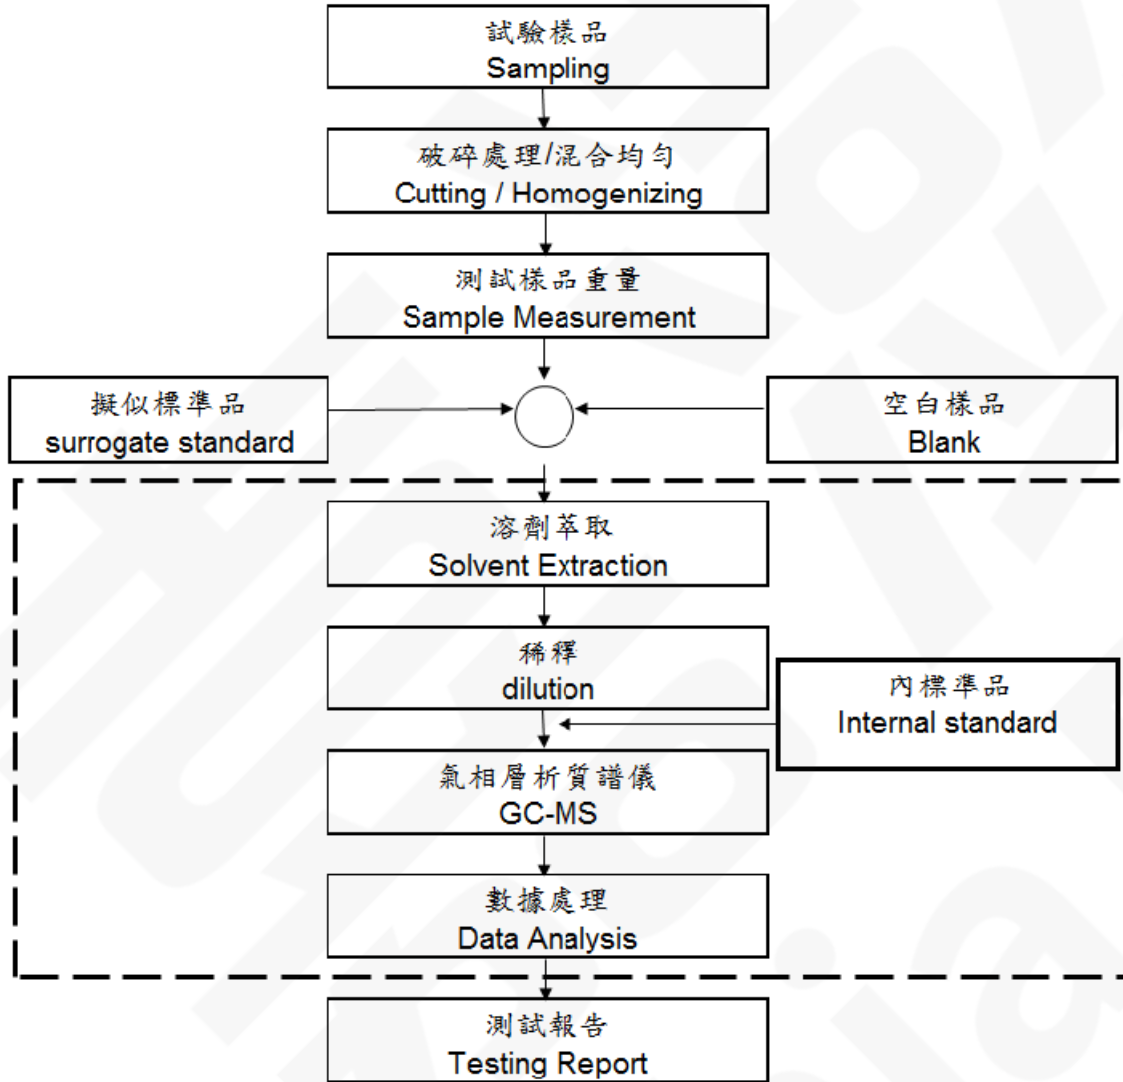 試驗樣品
Sampling
破碎處理/混合均勻
Cutting / Homogenizing
測試樣品重量
Sample Measurement
擬似標準品
surrogate standard
空白樣品
Blank
溶劑萃取
Solvent Extraction
稀釋
dilution
內標準品
Internal standard
氣相層析質譜儀
GC-MS
數據處理
Data Analysis
測試報告
Testing Report